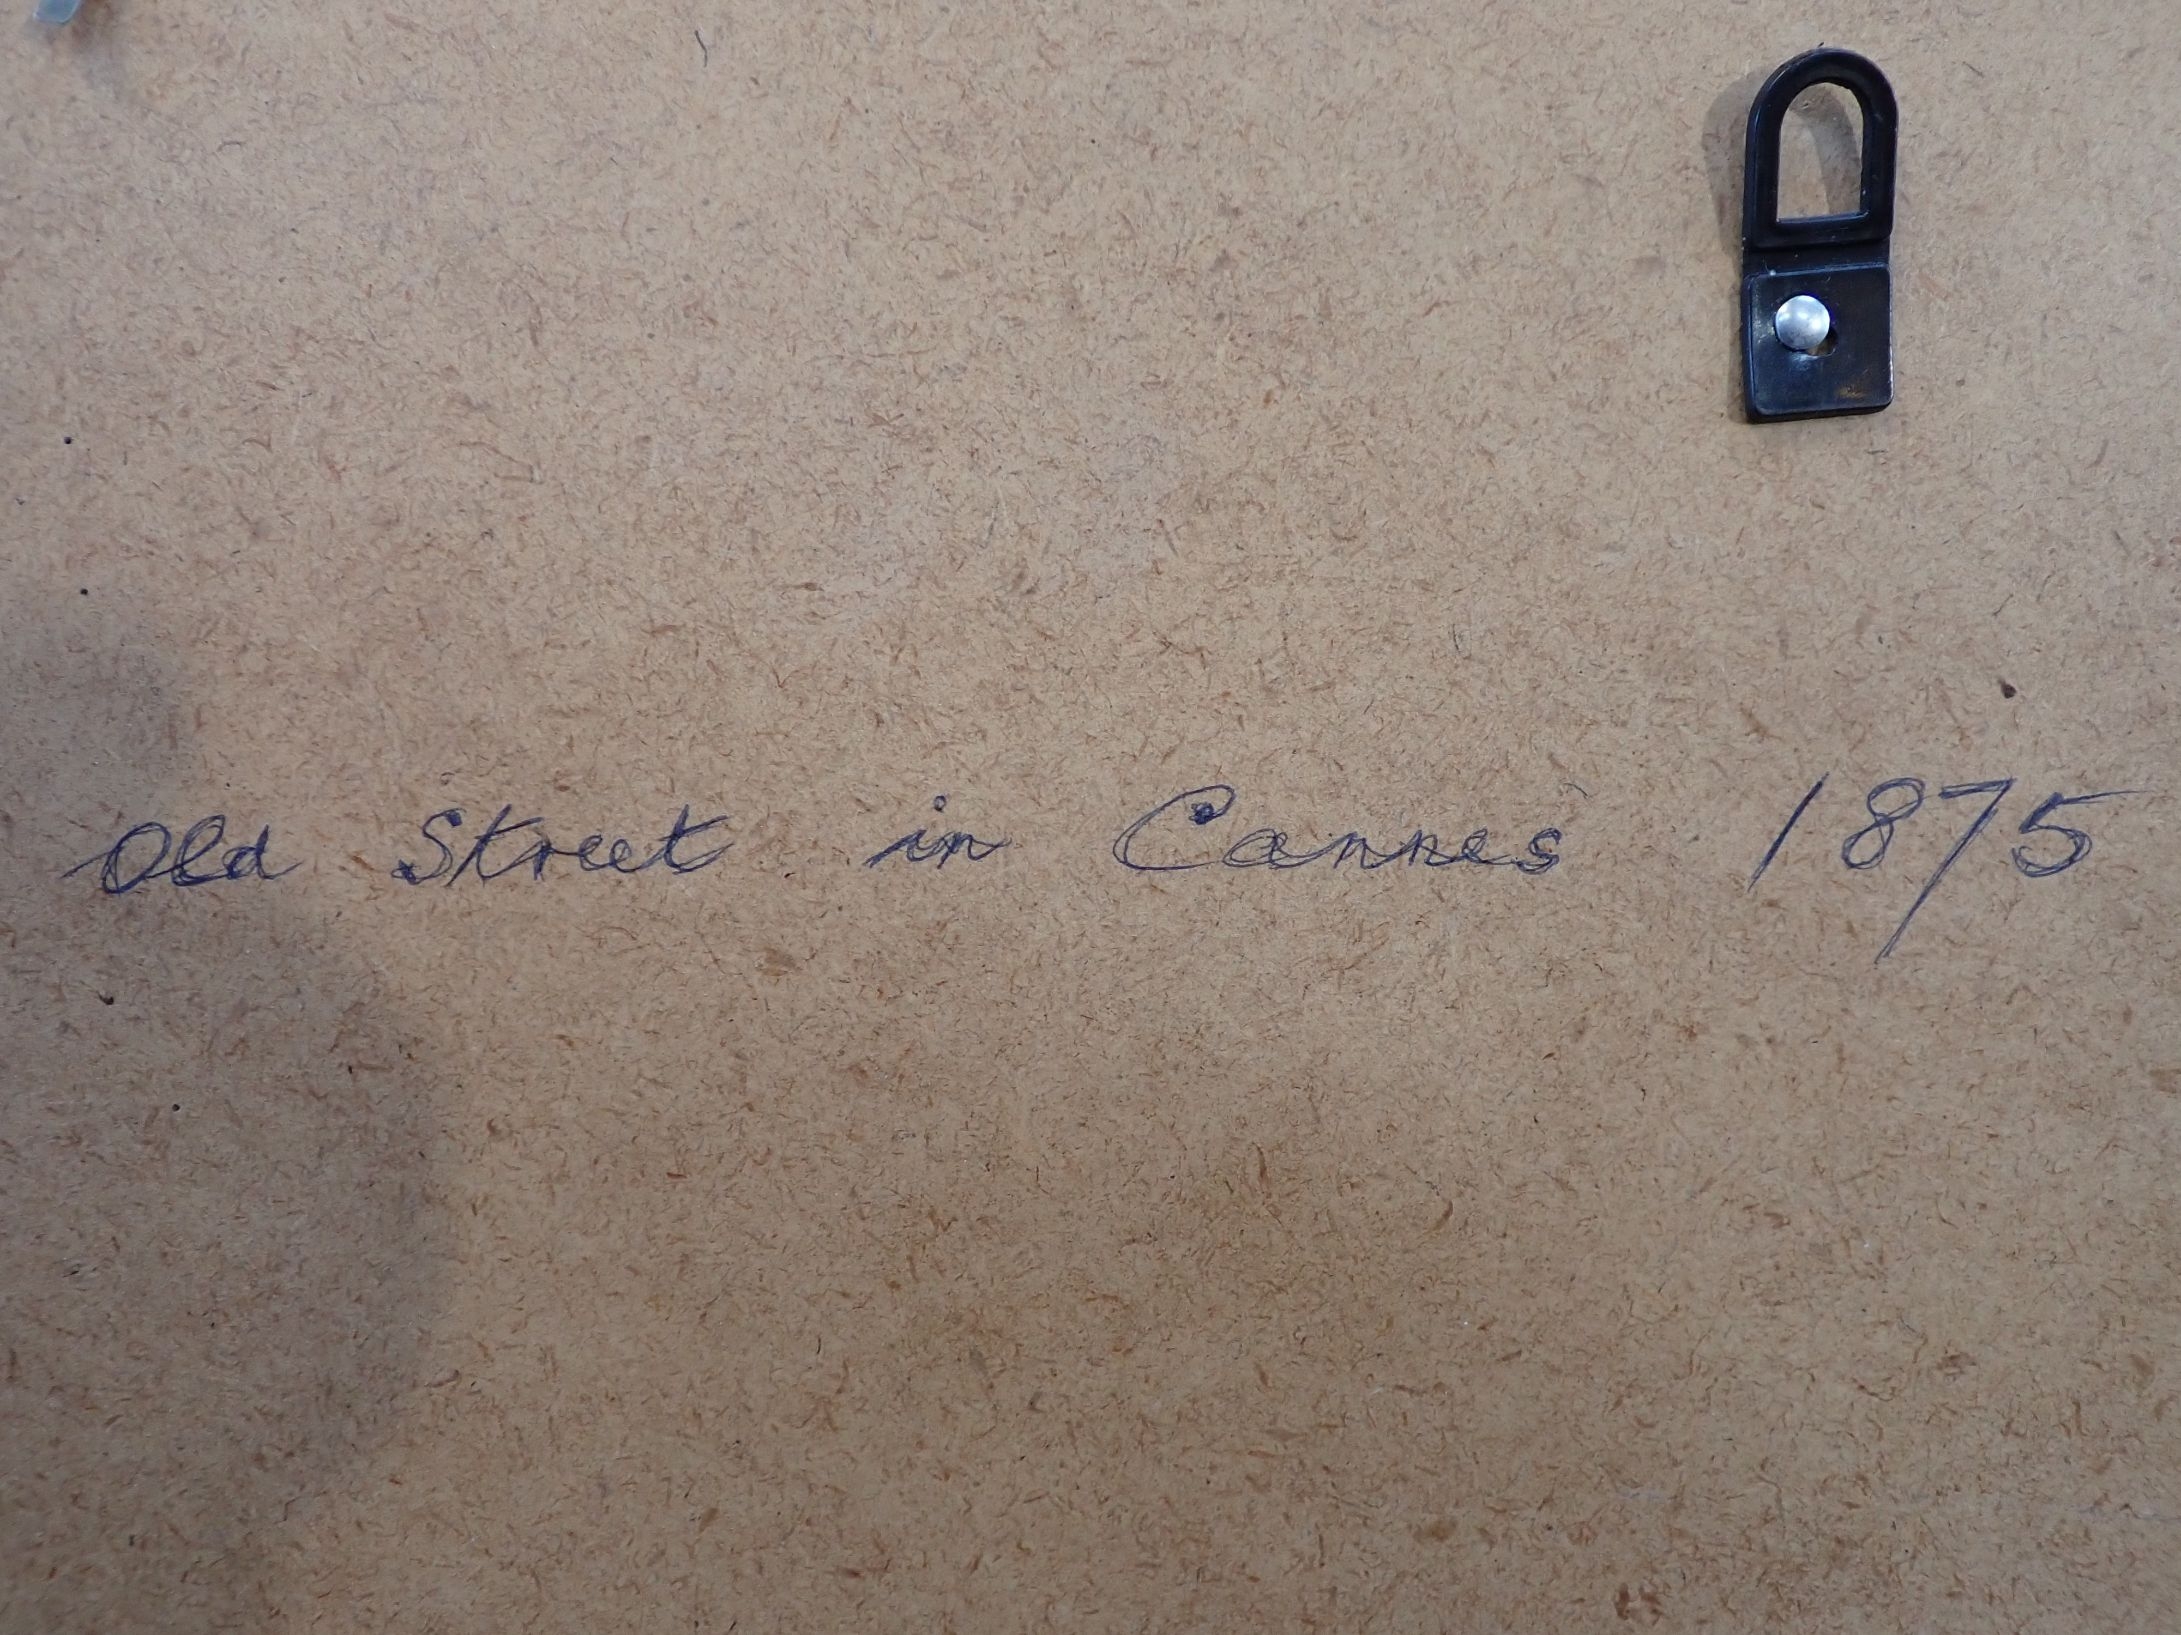 Old Street in Cannes 1875